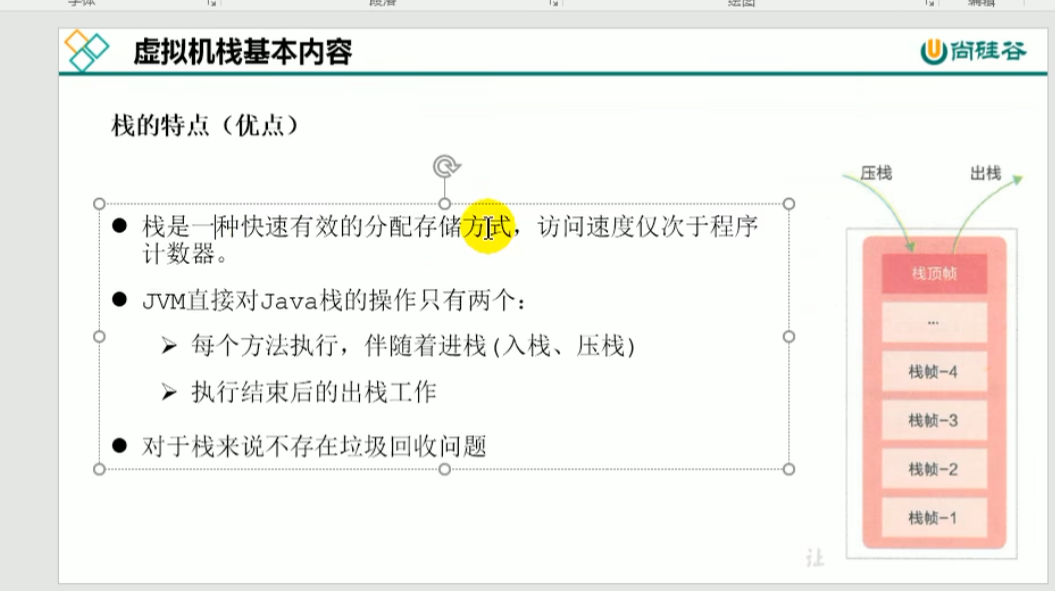 字体
段落
绘图
编辑
虚拟机栈基本内容
尚硅谷
栈的特点（优点）
● 栈是一种快速有效的分配存储方式，访问速度仅次于程序
计数器。
● JVM直接对Java栈的操作只有两个：
➢ 每个方法执行，伴随着进栈(入栈、压栈)
➢ 执行结束后的出栈工作
● 对于栈来说不存在垃圾回收问题
压栈
出栈
栈顶帧
...
栈帧-4
栈帧-3
栈帧-2
栈帧-1
让